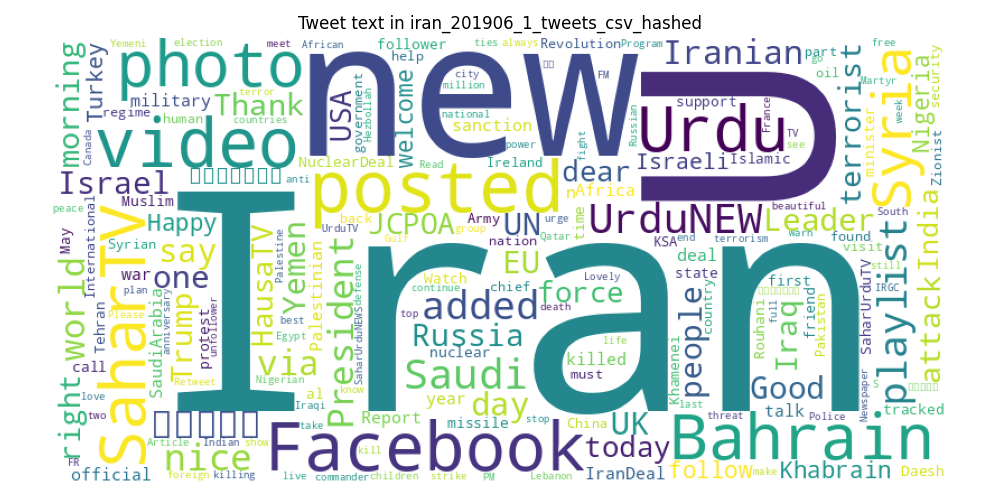 Tweet text in iran_201906_1_tweets_csv_hashed
Yemeni election meet African ties always Revolution Program free
morning Turkey photo follower help new Iranian part go oil
military Thank USA government Hezbollah Welcome city million FM Russian support France TV see terrorist Martyr week Syria Nigeria security
regime terror sanction national Urdu U
Canada video human countries NuclearDeal power fight Israeli Islamic minister Zionist
Israel anti Read Ireland dear nAfrica
Muslim posted beautiful South
peace May International Happy saharTV back JCPOA UN Army urge time UrduNEW Leader found India
Syrian say HausaTV Yemen Palestine UrduTV Gulf group nation Qatar KSA end terrorism Warn visit still
war one Palestinian EU chief Lovely state deal first attack
world Tehran plan Please SaudiArabia anniversary Trump protest unfollower President SaharUrduNEWS defense Watch continue added force country Rouhani full Iraq friend Pakistan SaharUrduTV IRGC playlist
call best top death people
Iran Russia life
right love Egypt nuclear killed Khamenei
two Retweet via Nigerian al know Saudi must Good Newspaper S
Iraqi year day last talk tracked
take Report missile stop China UK threat Police
Article Indian show Facebook today Bahrain
FR nice kill
official foreign killing live commander children strike PM Lebanon IranDeal follow make Khabrain Daesh